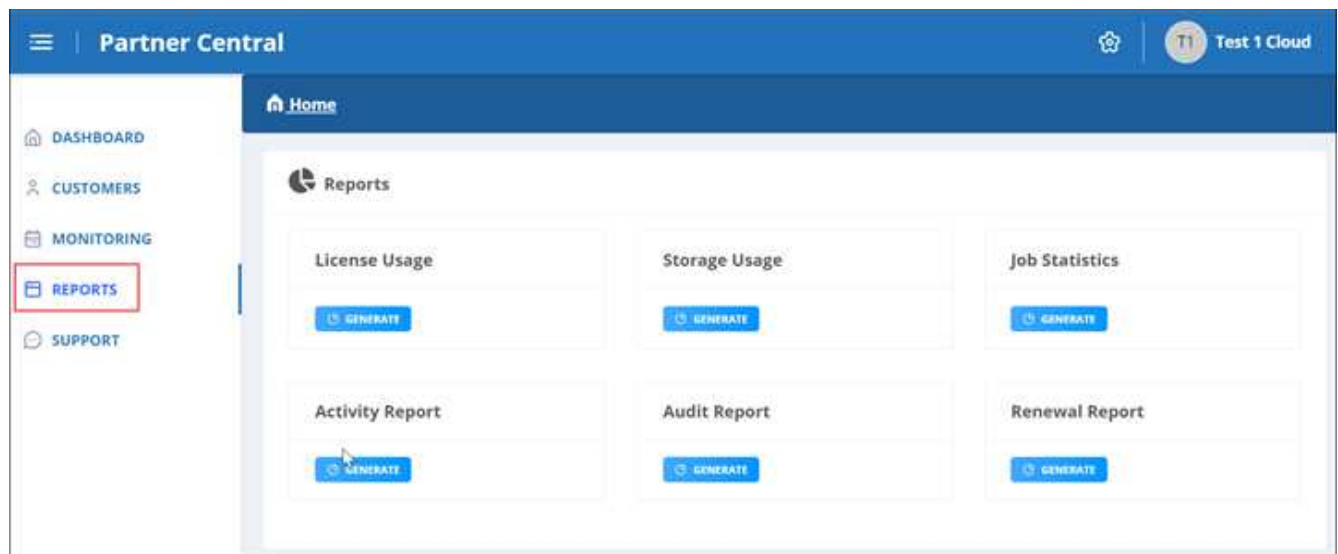 Partner Central
T1 Test 1 Cloud
Home
DASHBOARD
CUSTOMERS
MONITORING
REPORTS
SUPPORT
Reports
License Usage
Storage Usage
Job Statistics
GENERATE
GENERATE
GENERATE
Activity Report
Audit Report
Renewal Report
GENERATE
GENERATE
GENERATE